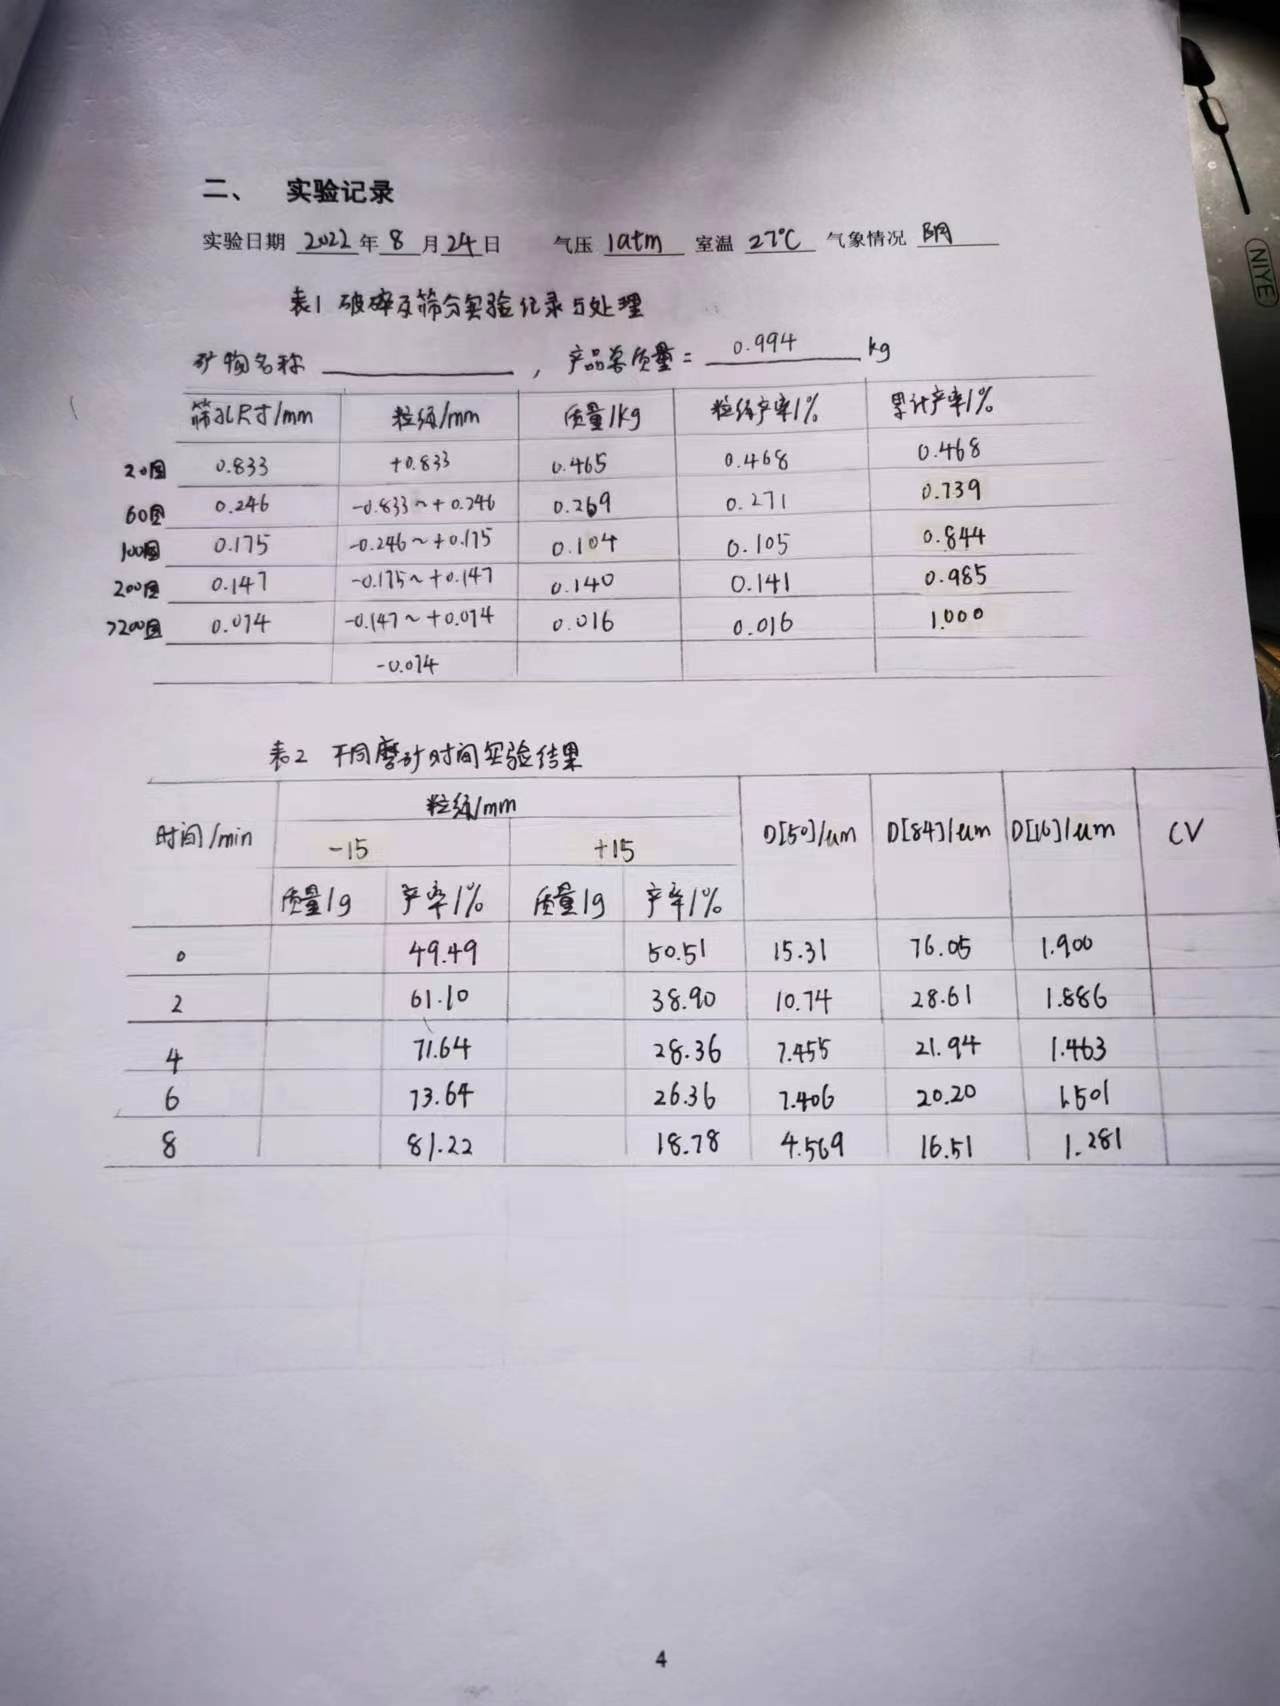 二、 实验记录
实验日期 2022 年 8 月 24 日 气压 1atm 室温 27℃ 气象情况 阴
表1 破碎及筛分实验记录与处理
矿物名称 ，产品总质量 = 0.994 kg
筛孔尺寸/mm 粒级/mm 质量/kg 粒级产率/% 累计产率/%
20目 0.833 +0.833 0.465 0.468 0.468
60目 0.246 -0.833~+0.246 0.269 0.271 0.739
100目 0.175 -0.246~+0.175 0.104 0.105 0.844
200目 0.147 -0.175~+0.147 0.140 0.141 0.985
>200目 0.074 -0.147~+0.074 0.016 0.016 1.000
-0.074
表2 不同磨矿时间实验结果
时间/min 粒级/mm D[50]/um D[84]/um D[16]/um CV
-15 +15
质量/g 产率/% 质量/g 产率/%
0 49.49 50.51 15.31 76.05 1.900
2 61.10 38.90 10.74 28.61 1.886
4 71.64 28.36 7.455 21.94 1.463
6 73.64 26.36 7.406 20.20 1.501
8 81.22 18.78 4.569 16.51 1.281
4
NIYE